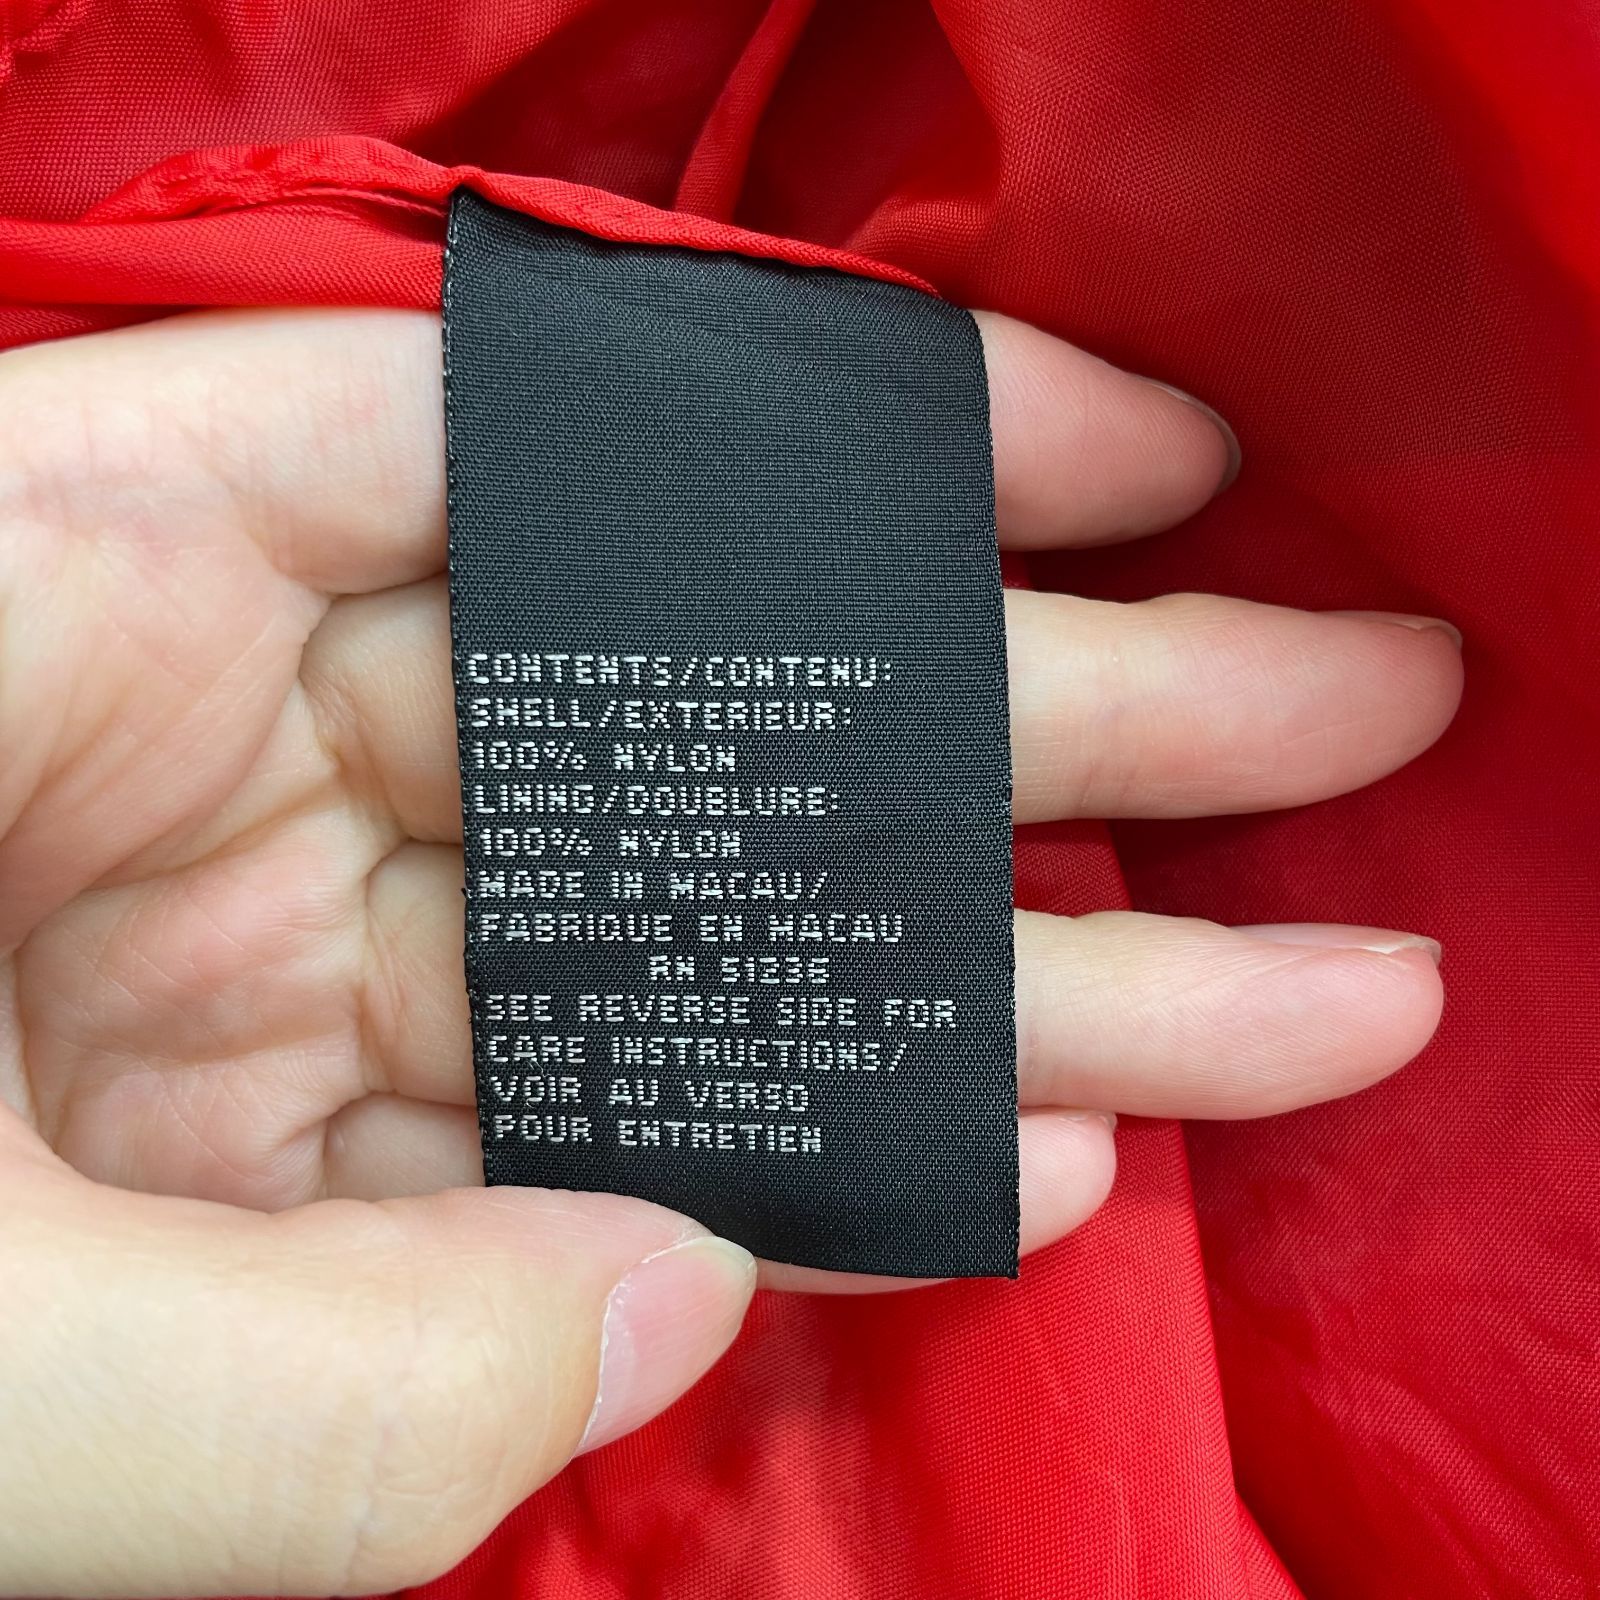 CONTENTS/CONTENU:
SHELL/EXTERIEUR:
100% NYLON
LINING/DOUBLURE:
100% NYLON
MADE IN MACAU/
FABRIQUE EN MACAU
RN 51236
SEE REVERSE SIDE FOR
CARE INSTRUCTIONS/
VOIR AU VERSO
POUR ENTRETIEN